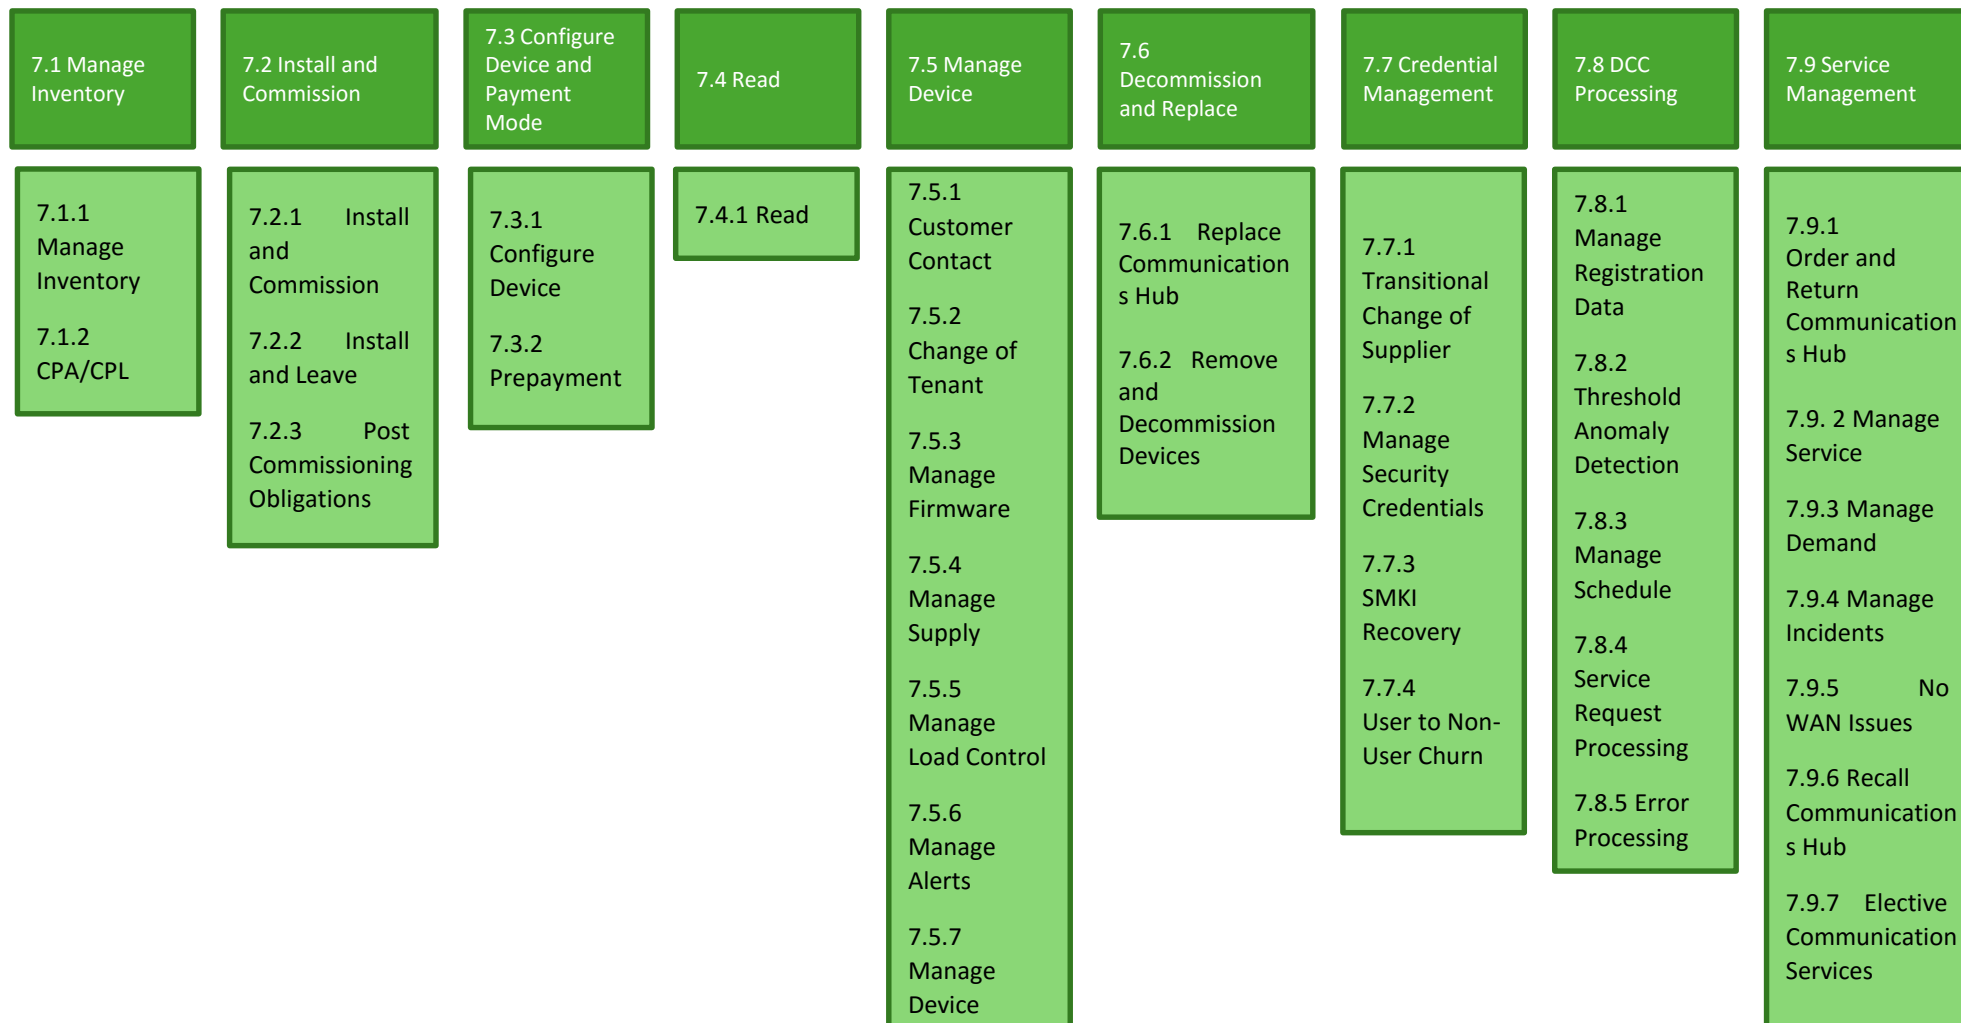 7.1 Manage
Inventory
7.2 Install and
Commission
7.3 Configure
Device and
Payment
Mode
7.4 Read
7.5 Manage
Device
7.6
Decommission
and Replace
7.7 Credential
Management
7.8 DCC
Processing
7.9 Service
Management
7.1.1
Manage
Inventory
7.1.2
CPA/CPL
7.2.1 Install
and
Commission
7.2.2 Install
and Leave
7.2.3 Post
Commissioning
Obligations
7.3.1
Configure
Device
7.3.2
Prepayment
7.4.1 Read
7.5.1
Customer
Contact
7.5.2
Change of
Tenant
7.5.3
Manage
Firmware
7.5.4
Manage
Supply
7.5.5
Manage
Load Control
7.5.6
Manage
Alerts
7.5.7
Manage
Device
7.6.1 Replace
Communication
s Hub
7.6.2 Remove
and
Decommission
Devices
7.7.1
Transitional
Change of
Supplier
7.7.2
Manage
Security
Credentials
7.7.3
SMKI
Recovery
7.7.4
User to Non-
User Churn
7.8.1
Manage
Registration
Data
7.8.2
Threshold
Anomaly
Detection
7.8.3
Manage
Schedule
7.8.4
Service
Request
Processing
7.8.5 Error
Processing
7.9.1
Order and
Return
Communication
s Hub
7.9. 2 Manage
Service
7.9.3 Manage
Demand
7.9.4 Manage
Incidents
7.9.5 No
WAN Issues
7.9.6 Recall
Communication
s Hub
7.9.7 Elective
Communication
Services